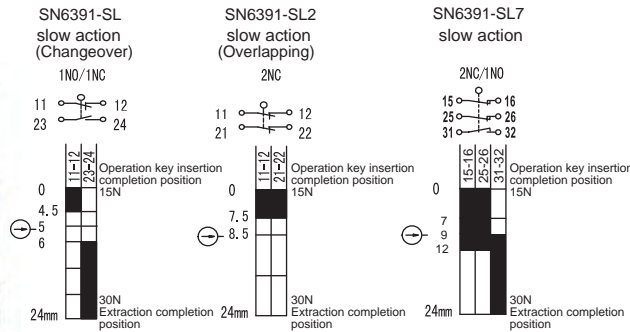 SN6391-SL
slow action
(Changeover)
1NO/1NC
11 12
23 24
11-12 23-24
Operation key insertion
completion position
0 15N
4.5
5
6
30N
Extraction completion
24mm position
SN6391-SL2
slow action
(Overlapping)
2NC
11 12
21 22
11-12 21-22
Operation key insertion
completion position
0 15N
7.5
8.5
30N
Extraction completion
24mm position
SN6391-SL7
slow action
2NC/1NO
15 16
25 26
31 32
15-16 25-26 31-32
Operation key insertion
completion position
0 15N
7
9
12
30N
Extraction completion
24mm position